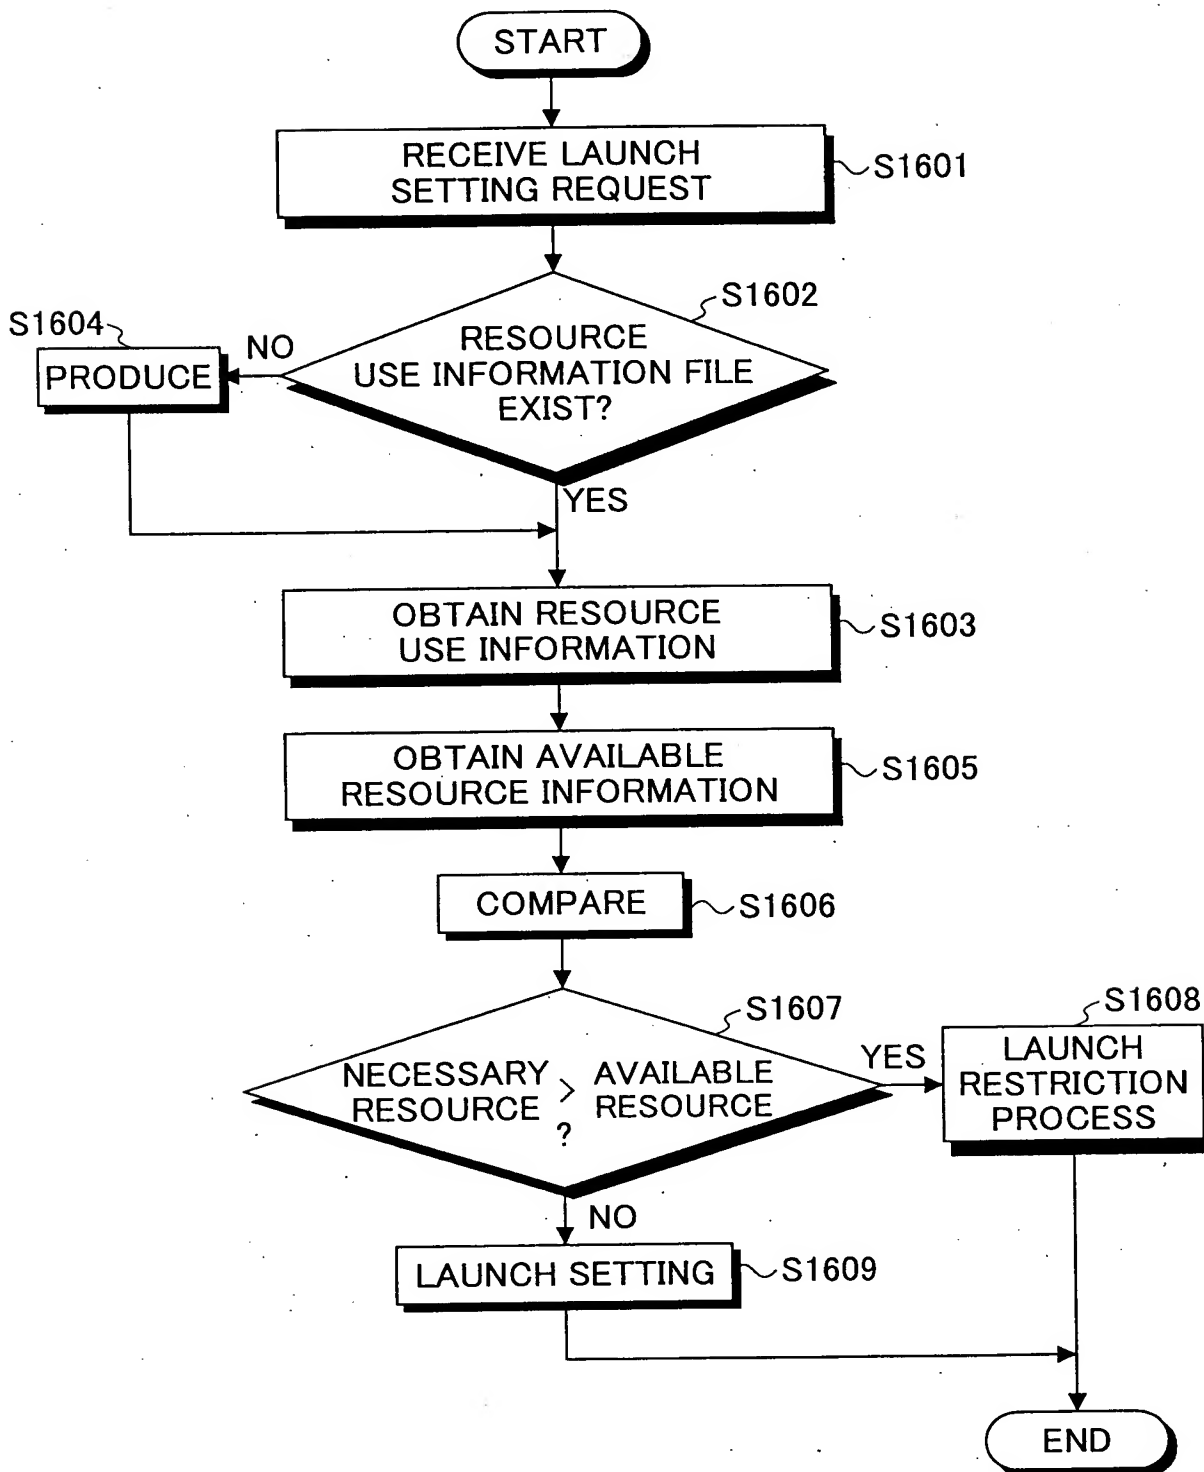 START
RECEIVE LAUNCH
SETTING REQUEST
S1601
S1602
RESOURCE
USE INFORMATION FILE
EXIST?
S1604
NO
PRODUCE
YES
OBTAIN RESOURCE
USE INFORMATION
S1603
OBTAIN AVAILABLE
RESOURCE INFORMATION
S1605
COMPARE
S1606
S1607
NECESSARY > AVAILABLE
RESOURCE RESOURCE
?
YES
S1608
LAUNCH
RESTRICTION
PROCESS
NO
LAUNCH SETTING
S1609
END